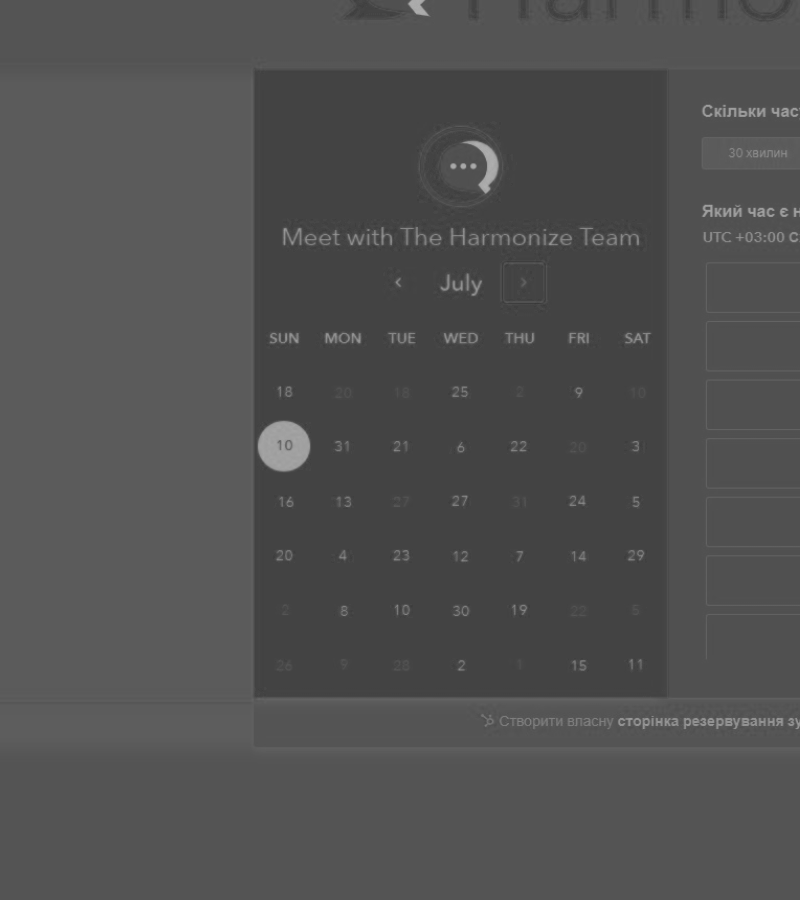 Harmo
Meet with The Harmonize Team
‹ July ›
SUN MON TUE WED THU FRI SAT
18 20 18 25 2 9 10
10 31 21 6 22 20 3
16 13 27 27 31 24 5
20 4 23 12 7 14 29
2 8 10 30 19 22 8
26 9 28 2 1 15 11
Скільки час
30 хвилин
Який час є н
UTC +03:00 С
Створити власну сторінка резервування зу